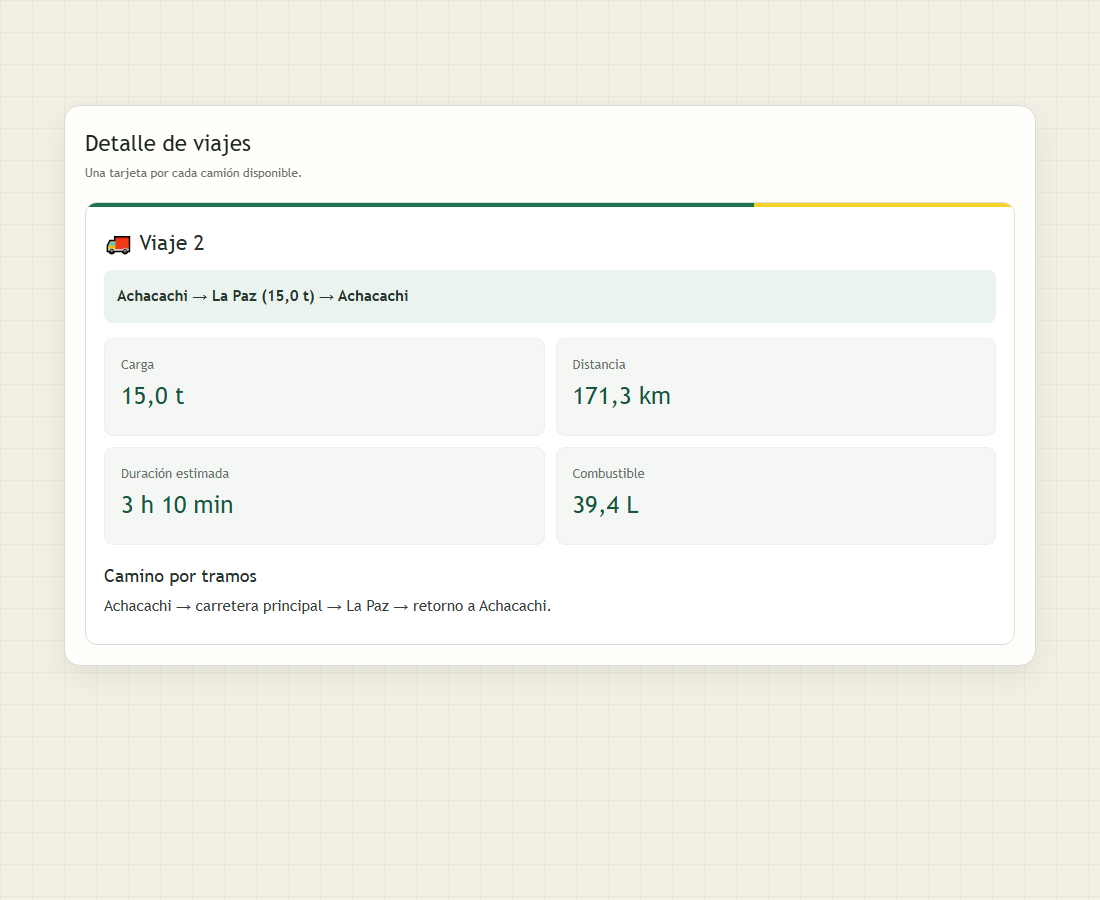 Detalle de viajes
Una tarjeta por cada camión disponible.
Viaje 2
Achacachi → La Paz (15,0 t) → Achacachi
Carga
15,0 t
Distancia
171,3 km
Duración estimada
3 h 10 min
Combustible
39,4 L
Camino por tramos
Achacachi → carretera principal → La Paz → retorno a Achacachi.